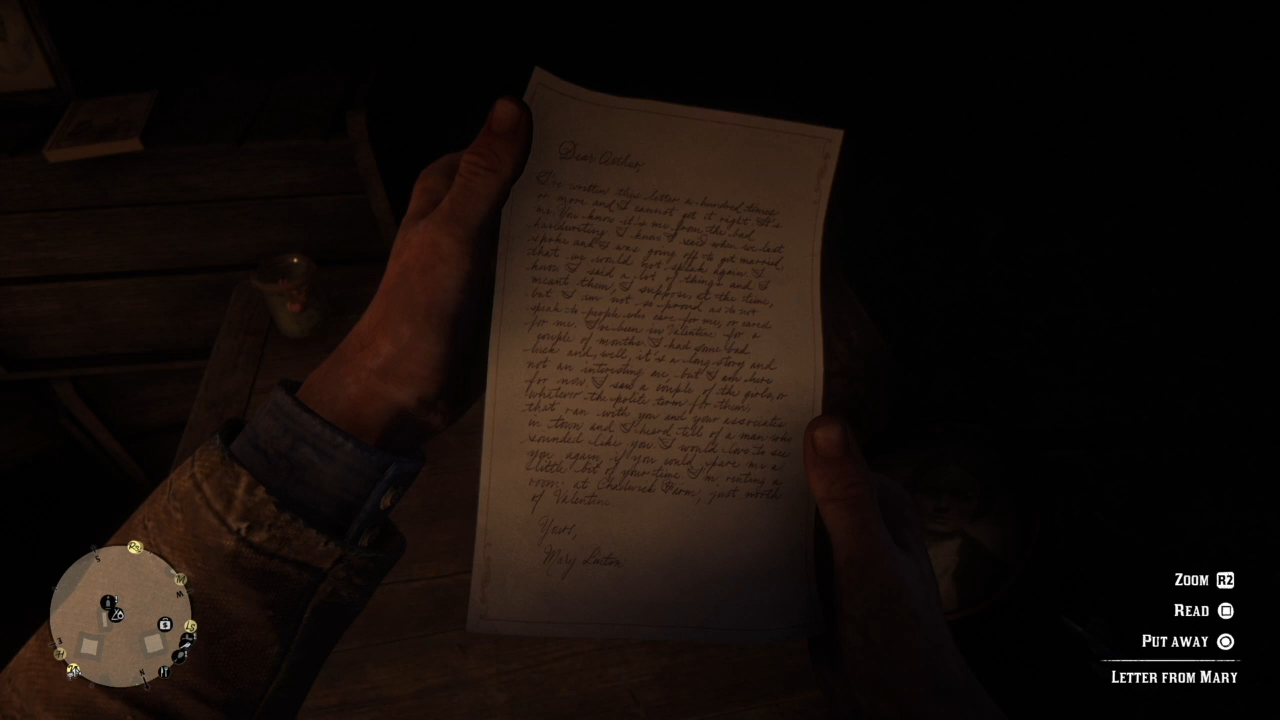 Dear Arthur,
I've written this letter a hundred times
or more and I cannot get it right. It's
me. You know it's me from the bad
handwriting. I know I said when we last
spoke and I was going off to get married
that we would not speak again. I
know I said a lot of things and I
meant them, I suppose, at the time,
but I am not so proud as to not
speak to people who care for me, or cared
for me. I've been in Valentine for a
couple of months. I had some bad
luck and, well, it's a long story and
not an interesting one, but I am here
for now. I saw a couple of the girls, or
whatever the polite term for them,
that ran with you and your associates
in town and I heard tell of a man who
sounded like you. I would love to see
you again if you could spare me a
little bit of your time. I'm renting a
room at Chadwick Farm, just north
of Valentine.
Yours,
Mary Linton
ZOOM R2
READ
PUT AWAY
LETTER FROM MARY